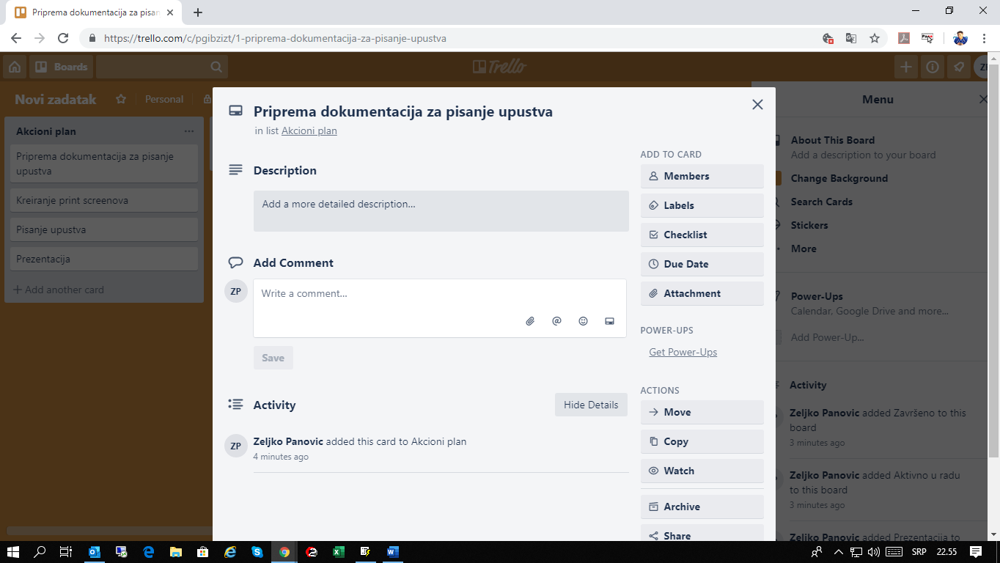 Priprema dokumentacija za pisan
https://trello.com/c/pgibzizt/1-priprema-dokumentacija-za-pisanje-upustva
Boards
Trello
Novi zadatak
Personal
Akcioni plan
Priprema dokumentacija za pisanje
upustva
Kreiranje print screenova
Pisanje upustva
Prezentacija
+ Add another card
Priprema dokumentacija za pisanje upustva
in list Akcioni plan
Description
Add a more detailed description...
Add Comment
ZP
Write a comment...
Save
Activity
Hide Details
ZP
Zeljko Panovic added this card to Akcioni plan
4 minutes ago
ADD TO CARD
Members
Labels
Checklist
Due Date
Attachment
POWER-UPS
Get Power-Ups
ACTIONS
Move
Copy
Watch
Archive
Share
Menu
About This Board
Add a description to your board
Change Background
Search Cards
Stickers
More
Power-Ups
Calendar, Google Drive and more...
Add Power-Up...
Activity
Zeljko Panovic added Završeno to this
board
3 minutes ago
Zeljko Panovic added Aktivno u radu
to this board
3 minutes ago
Zeljko Panovic added Prezentacija to
SRP
22.55